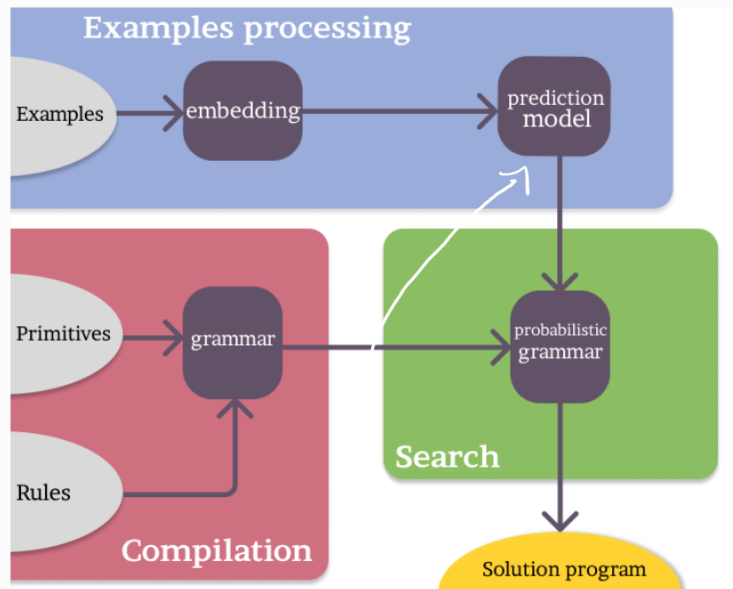 Examples processing
Examples
embedding
prediction
model
Primitives
grammar
probabilistic
grammar
Rules
Search
Compilation
Solution program